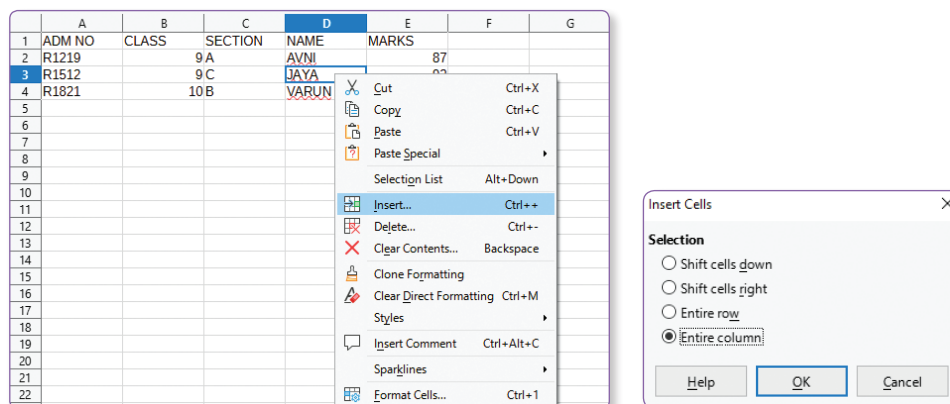 A B C D E F G
1 ADM NO CLASS SECTION NAME MARKS
2 R1219 9 A AVNI 87
3 R1512 9 C JAYA
4 R1821 10 B VARUN
5
6
7
8
9
10
11
12
13
14
15
16
17
18
19
20
21
22
Cut Ctrl+X
Copy Ctrl+C
Paste Ctrl+V
Paste Special
Selection List Alt+Down
Insert... Ctrl++
Delete... Ctrl+-
Clear Contents... Backspace
Clone Formatting
Clear Direct Formatting Ctrl+M
Styles
Insert Comment Ctrl+Alt+C
Sparklines
Format Cells... Ctrl+1
Insert Cells
Selection
Shift cells down
Shift cells right
Entire row
Entire column
Help OK Cancel